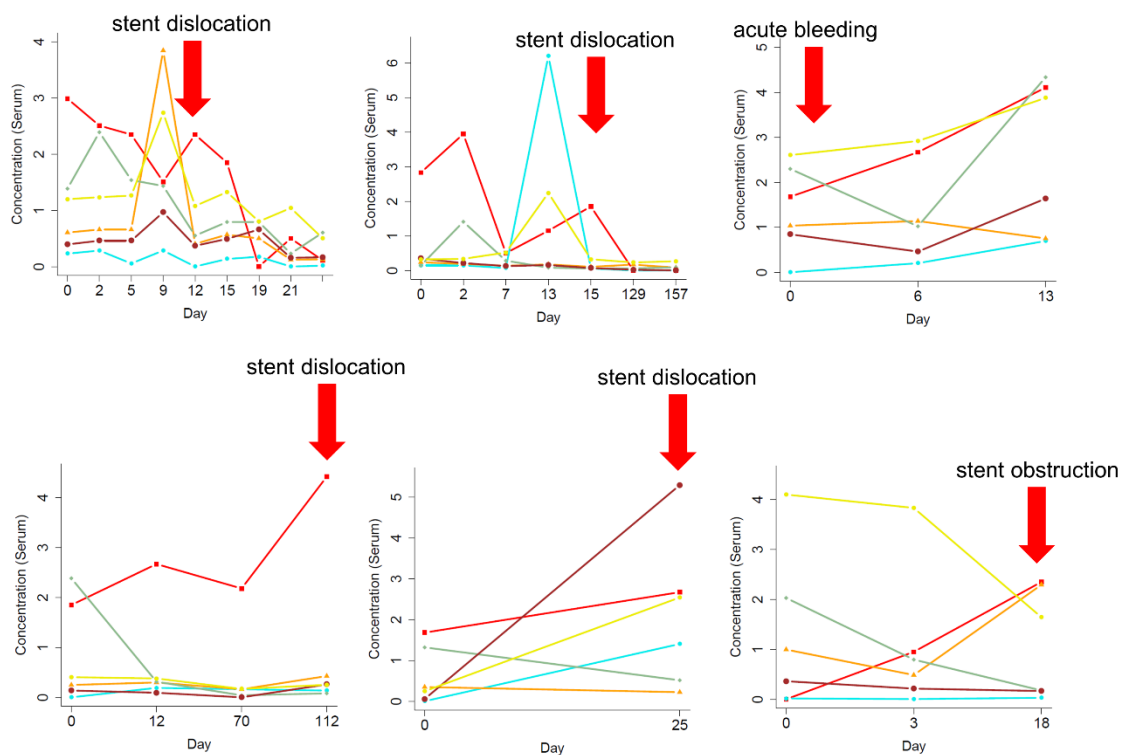 stent dislocation
Concentration (Serum)
4
3
2
1
0
0 2 5 9 12 15 19 21
Day
stent dislocation
Concentration (Serum)
6
5
4
3
2
1
0
0 2 7 13 15 129 157
Day
acute bleeding
Concentration (Serum)
5
4
3
2
1
0
0 6 13
Day
stent dislocation
Concentration (Serum)
4
3
2
1
0
0 12 70 112
Day
stent dislocation
Concentration (Serum)
5
4
3
2
1
0
0 25
Day
stent obstruction
Concentration (Serum)
4
3
2
1
0
0 3 18
Day